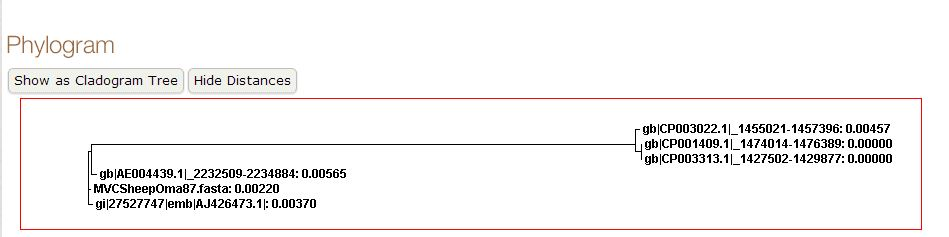 Phylogram
Show as Cladogram Tree Hide Distances
gb|CP003022.1|_1455021-1457396: 0.00457
gb|CP001409.1|_1474014-1476389: 0.00000
gb|CP003313.1|_1427502-1429877: 0.00000
gb|AE004439.1|_2232509-2234884: 0.00565
MVCSheepOma87.fasta: 0.00220
gi|27527747|emb|AJ426473.1|: 0.00370